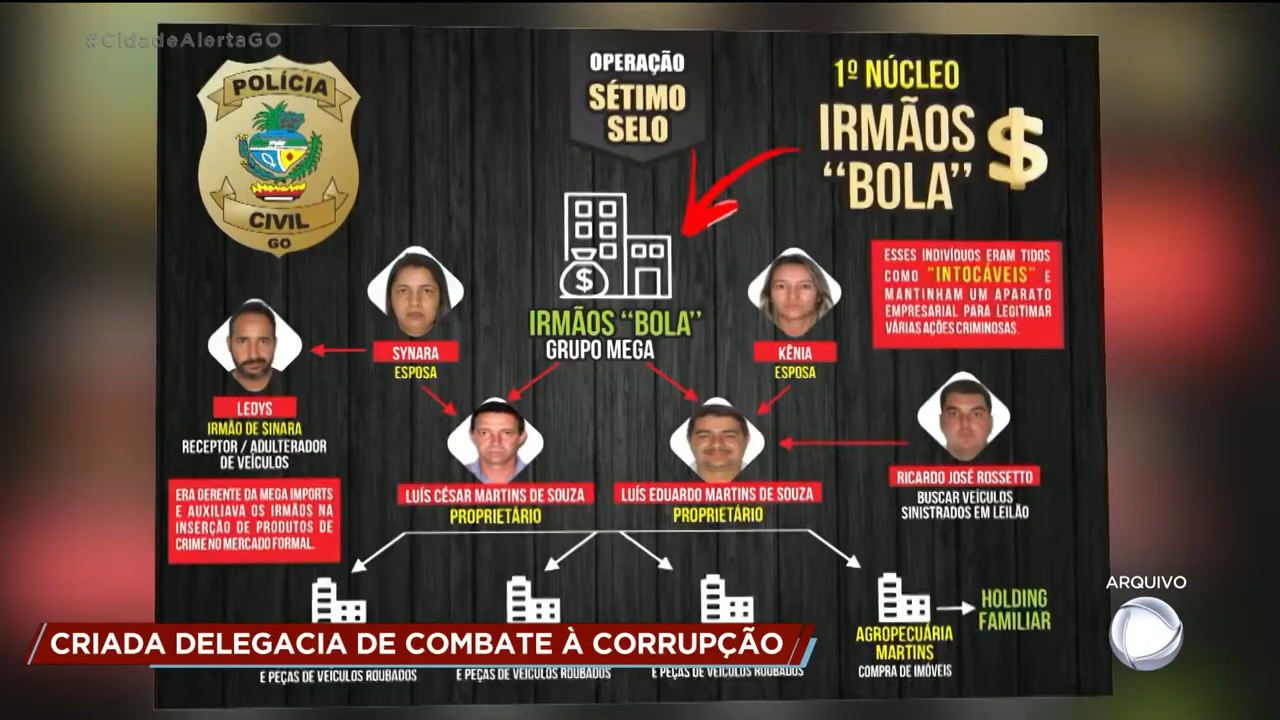 #CidadeAlertaGO
POLÍCIA
CIVIL
GO
OPERAÇÃO
SÉTIMO
SELO
1º NÚCLEO
IRMÃOS
“BOLA”
$
$
IRMÃOS “BOLA”
GRUPO MEGA
ESSES INDIVÍDUOS ERAM TIDOS
COMO “INTOCÁVEIS” E
MANTINHAM UM APARATO
EMPRESARIAL PARA LEGITIMAR
VÁRIAS AÇÕES CRIMINOSAS.
SYNARA
ESPOSA
KÊNIA
ESPOSA
LEDYS
IRMÃO DE SINARA
RECEPTOR / ADULTERADOR
DE VEÍCULOS
ERA GERENTE DA MEGA IMPORTS
E AUXILIAVA OS IRMÃOS NA
INSERÇÃO DE PRODUTOS DE
CRIME NO MERCADO FORMAL.
LUÍS CÉSAR MARTINS DE SOUZA
PROPRIETÁRIO
LUÍS EDUARDO MARTINS DE SOUZA
PROPRIETÁRIO
RICARDO JOSÉ ROSSETTO
BUSCAR VEÍCULOS
SINISTRADOS EM LEILÃO
E PEÇAS DE VEÍCULOS ROUBADOS
E PEÇAS DE VEÍCULOS ROUBADOS
E PEÇAS DE VEÍCULOS ROUBADOS
AGROPECUÁRIA
MARTINS
COMPRA DE IMÓVEIS
HOLDING
FAMILIAR
ARQUIVO
CRIADA DELEGACIA DE COMBATE À CORRUPÇÃO